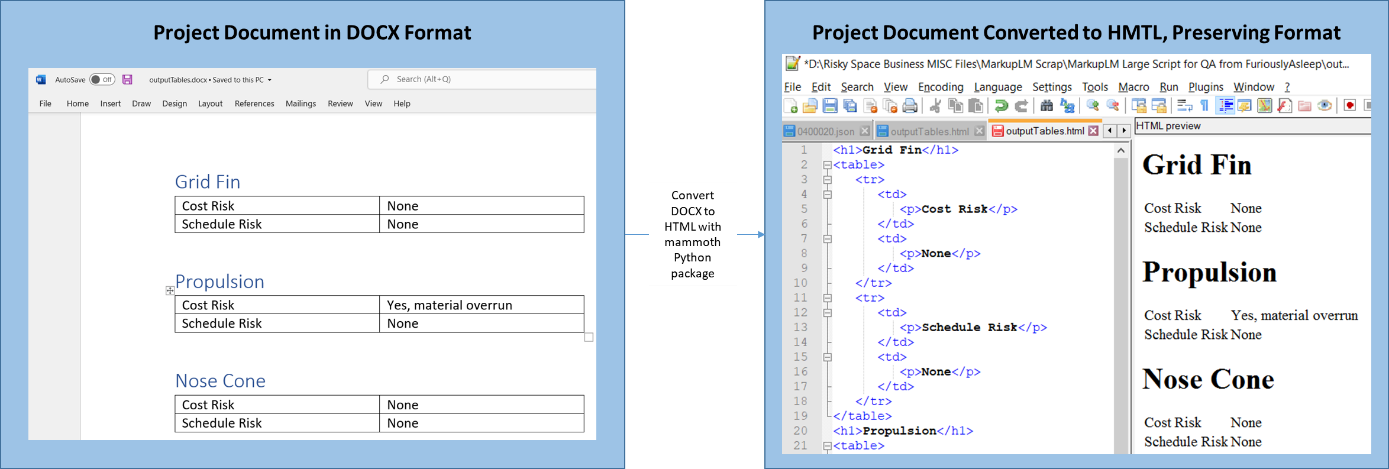 Project Document in DOCX Format
AutoSave Off outputTables.docx • Saved to this PC
Search (Alt+Q)
File Home Insert Draw Design Layout References Mailings Review View Help
Grid Fin
Cost Risk None
Schedule Risk None
Propulsion
Cost Risk Yes, material overrun
Schedule Risk None
Nose Cone
Cost Risk None
Schedule Risk None
Convert
DOCX to
HTML with
mammoth
Python
package
Project Document Converted to HMTL, Preserving Format
*D:\Risky Space Business MISC Files\MarkupLM Scrap\MarkupLM Large Script for QA from FuriouslyAsleep\out...
File Edit Search View Encoding Language Settings Tools Macro Run Plugins Window ?
0400020.json outputTables.html outputTables.html
1 <h1>Grid Fin</h1>
2 <table>
3 <tr>
4 <td>
5 <p>Cost Risk</p>
6 </td>
7 <td>
8 <p>None</p>
9 </td>
10 </tr>
11 <tr>
12 <td>
13 <p>Schedule Risk</p>
14 </td>
15 <td>
16 <p>None</p>
17 </td>
18 </tr>
19 </table>
20 <h1>Propulsion</h1>
21 <table>
HTML preview
Grid Fin
Cost Risk None
Schedule Risk None
Propulsion
Cost Risk Yes, material overrun
Schedule Risk None
Nose Cone
Cost Risk None
Schedule Risk None